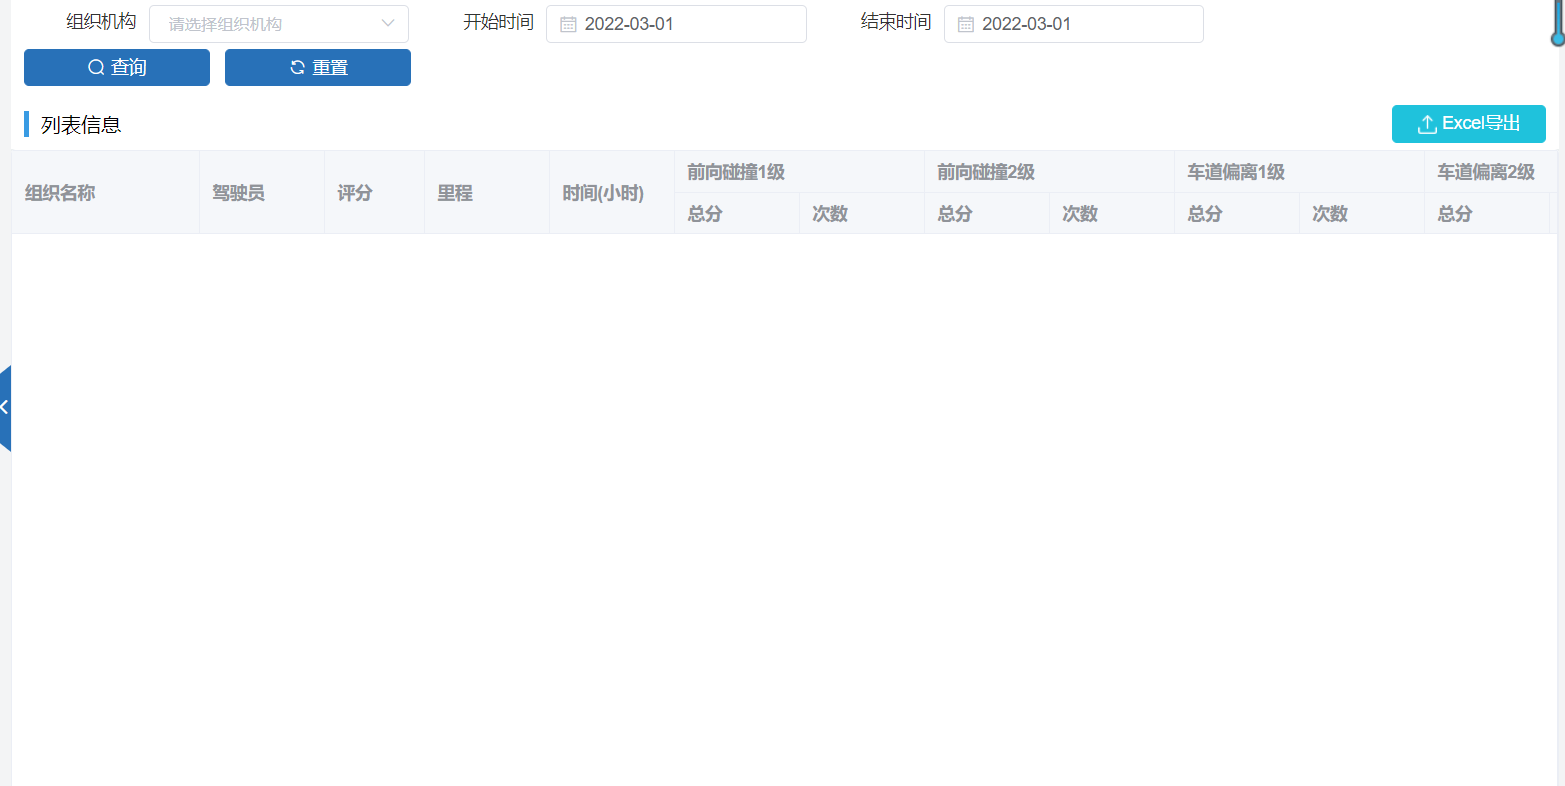 组织机构 请选择组织机构 开始时间 2022-03-01 结束时间 2022-03-01
查询 重置
列表信息 Excel导出
组织名称 驾驶员 评分 里程 时间(小时) 前向碰撞1级 前向碰撞2级 车道偏离1级 车道偏离2级
总分 次数 总分 次数 总分 次数 总分